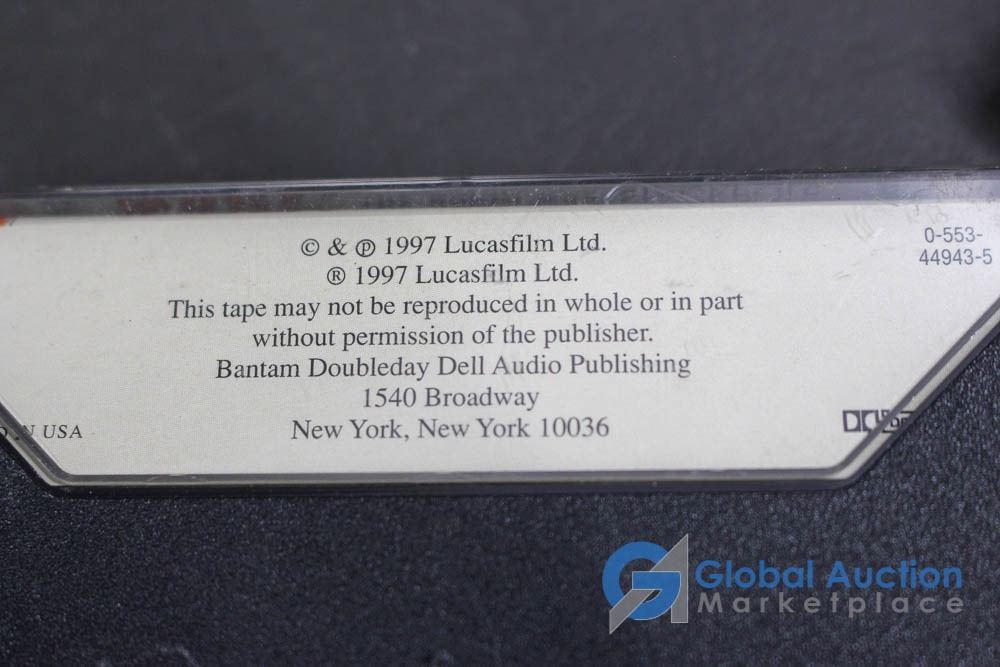 © & ℗ 1997 Lucasfilm Ltd.
® 1997 Lucasfilm Ltd.
This tape may not be reproduced in whole or in part
without permission of the publisher.
Bantam Doubleday Dell Audio Publishing
1540 Broadway
New York, New York 10036
0-553-
44943-5
USA
Global Auction
Marketplace